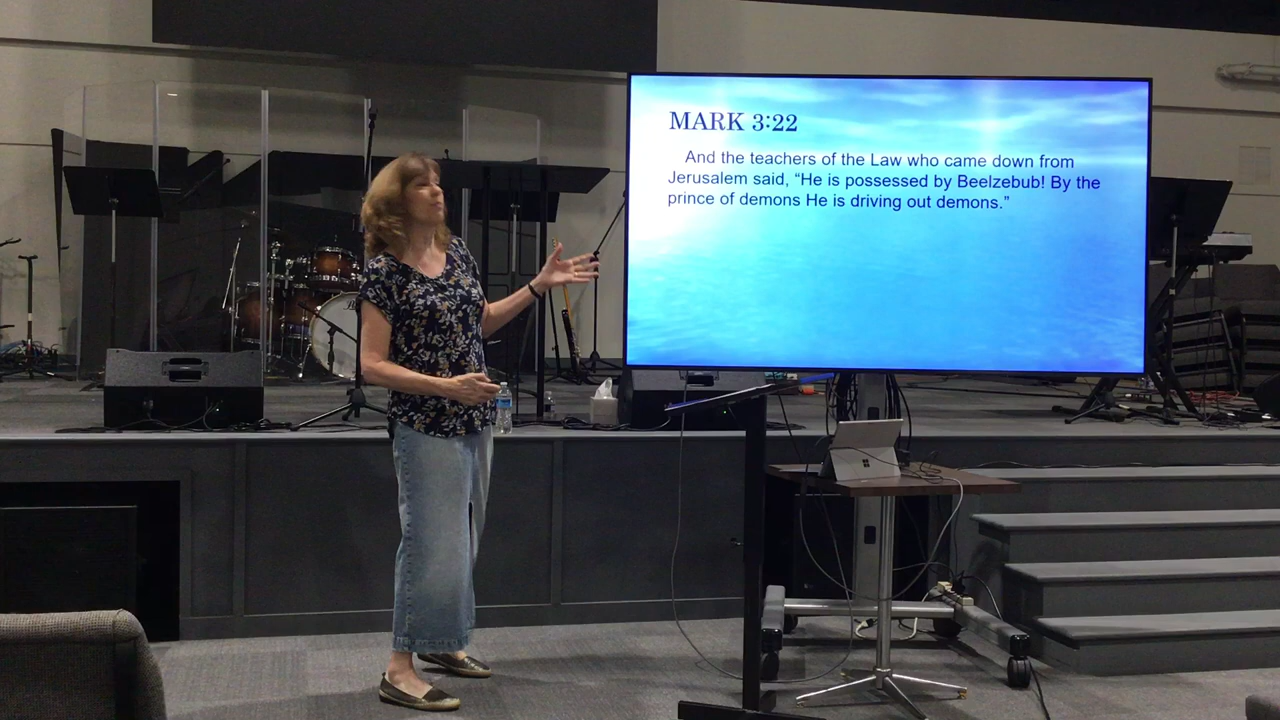 MARK 3:22
And the teachers of the Law who came down from
Jerusalem said, “He is possessed by Beelzebub! By the
prince of demons He is driving out demons.”